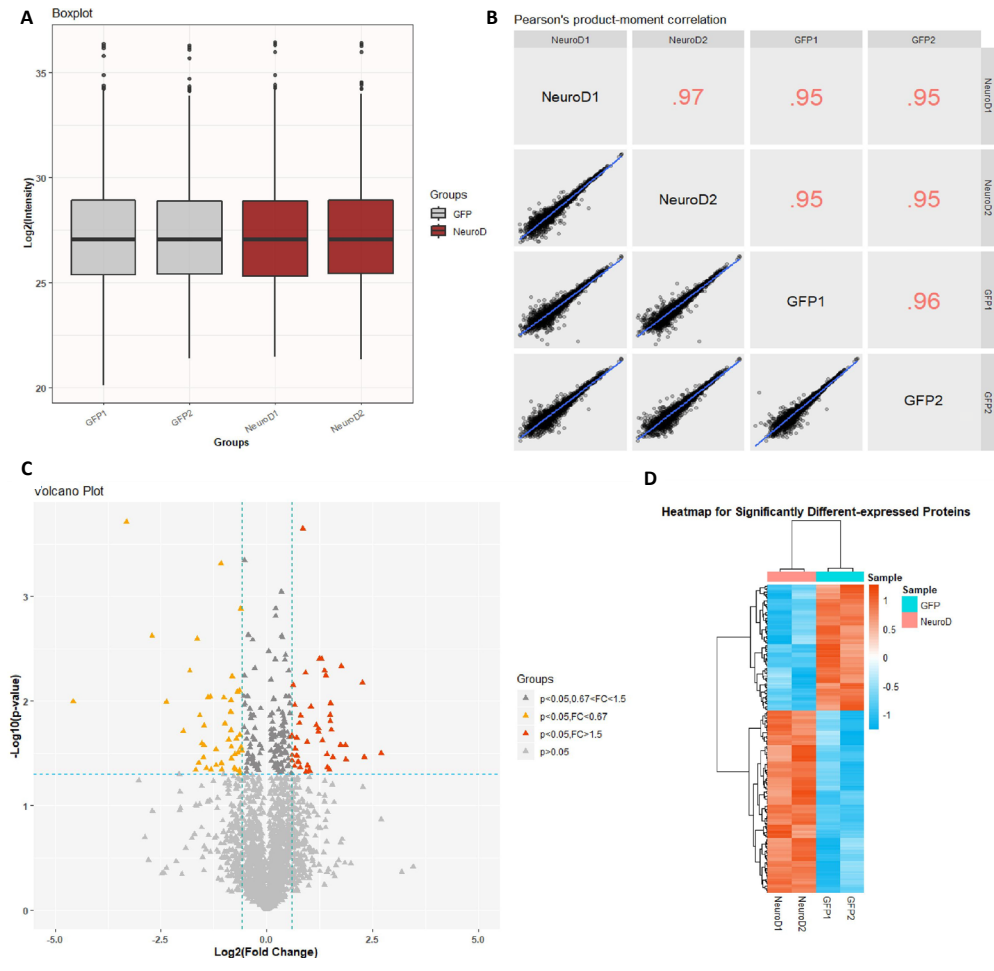 A
Boxplot
Log2(Intensity)
35
30
25
20
GFP1
GFP2
NeuroD1
NeuroD2
Groups
Groups
GFP
NeuroD
B
Pearson's product-moment correlation
NeuroD1
NeuroD2
GFP1
GFP2
NeuroD1
.97
.95
.95
NeuroD1
NeuroD2
.95
.95
NeuroD2
GFP1
.96
GFP1
GFP2
GFP2
C
Volcano Plot
-Log10(p-value)
3
2
1
0
-5.0
-2.5
0.0
2.5
5.0
Log2(Fold Change)
Groups
p<0.05,0.67<FC<1.5
p<0.05,FC<0.67
p<0.05,FC>1.5
p>0.05
D
Heatmap for Significantly Different-expressed Proteins
Sample
Sample
GFP
NeuroD
1
0.5
0
-0.5
-1
NeuroD1
NeuroD2
GFP1
GFP2